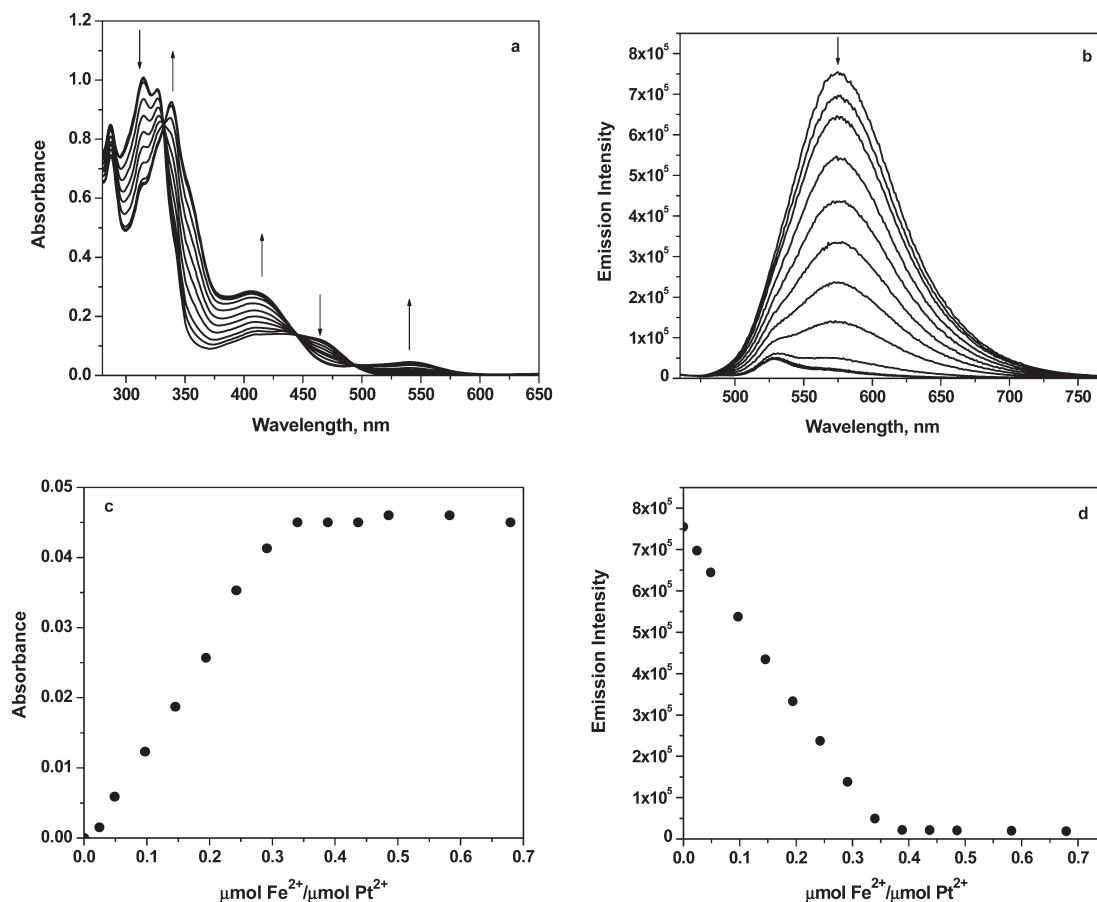 a
1.2
1.0
0.8
0.6
0.4
0.2
0.0
Absorbance
300 350 400 450 500 550 600 650
Wavelength, nm
b
8x10⁵
7x10⁵
6x10⁵
5x10⁵
4x10⁵
3x10⁵
2x10⁵
1x10⁵
0
Emission Intensity
500 550 600 650 700 750
Wavelength, nm
c
0.05
0.04
0.03
0.02
0.01
0.00
Absorbance
0.0 0.1 0.2 0.3 0.4 0.5 0.6 0.7
μmol Fe²⁺/μmol Pt²⁺
d
8x10⁵
7x10⁵
6x10⁵
5x10⁵
4x10⁵
3x10⁵
2x10⁵
1x10⁵
0
Emission Intensity
0.0 0.1 0.2 0.3 0.4 0.5 0.6 0.7
μmol Fe²⁺/μmol Pt²⁺